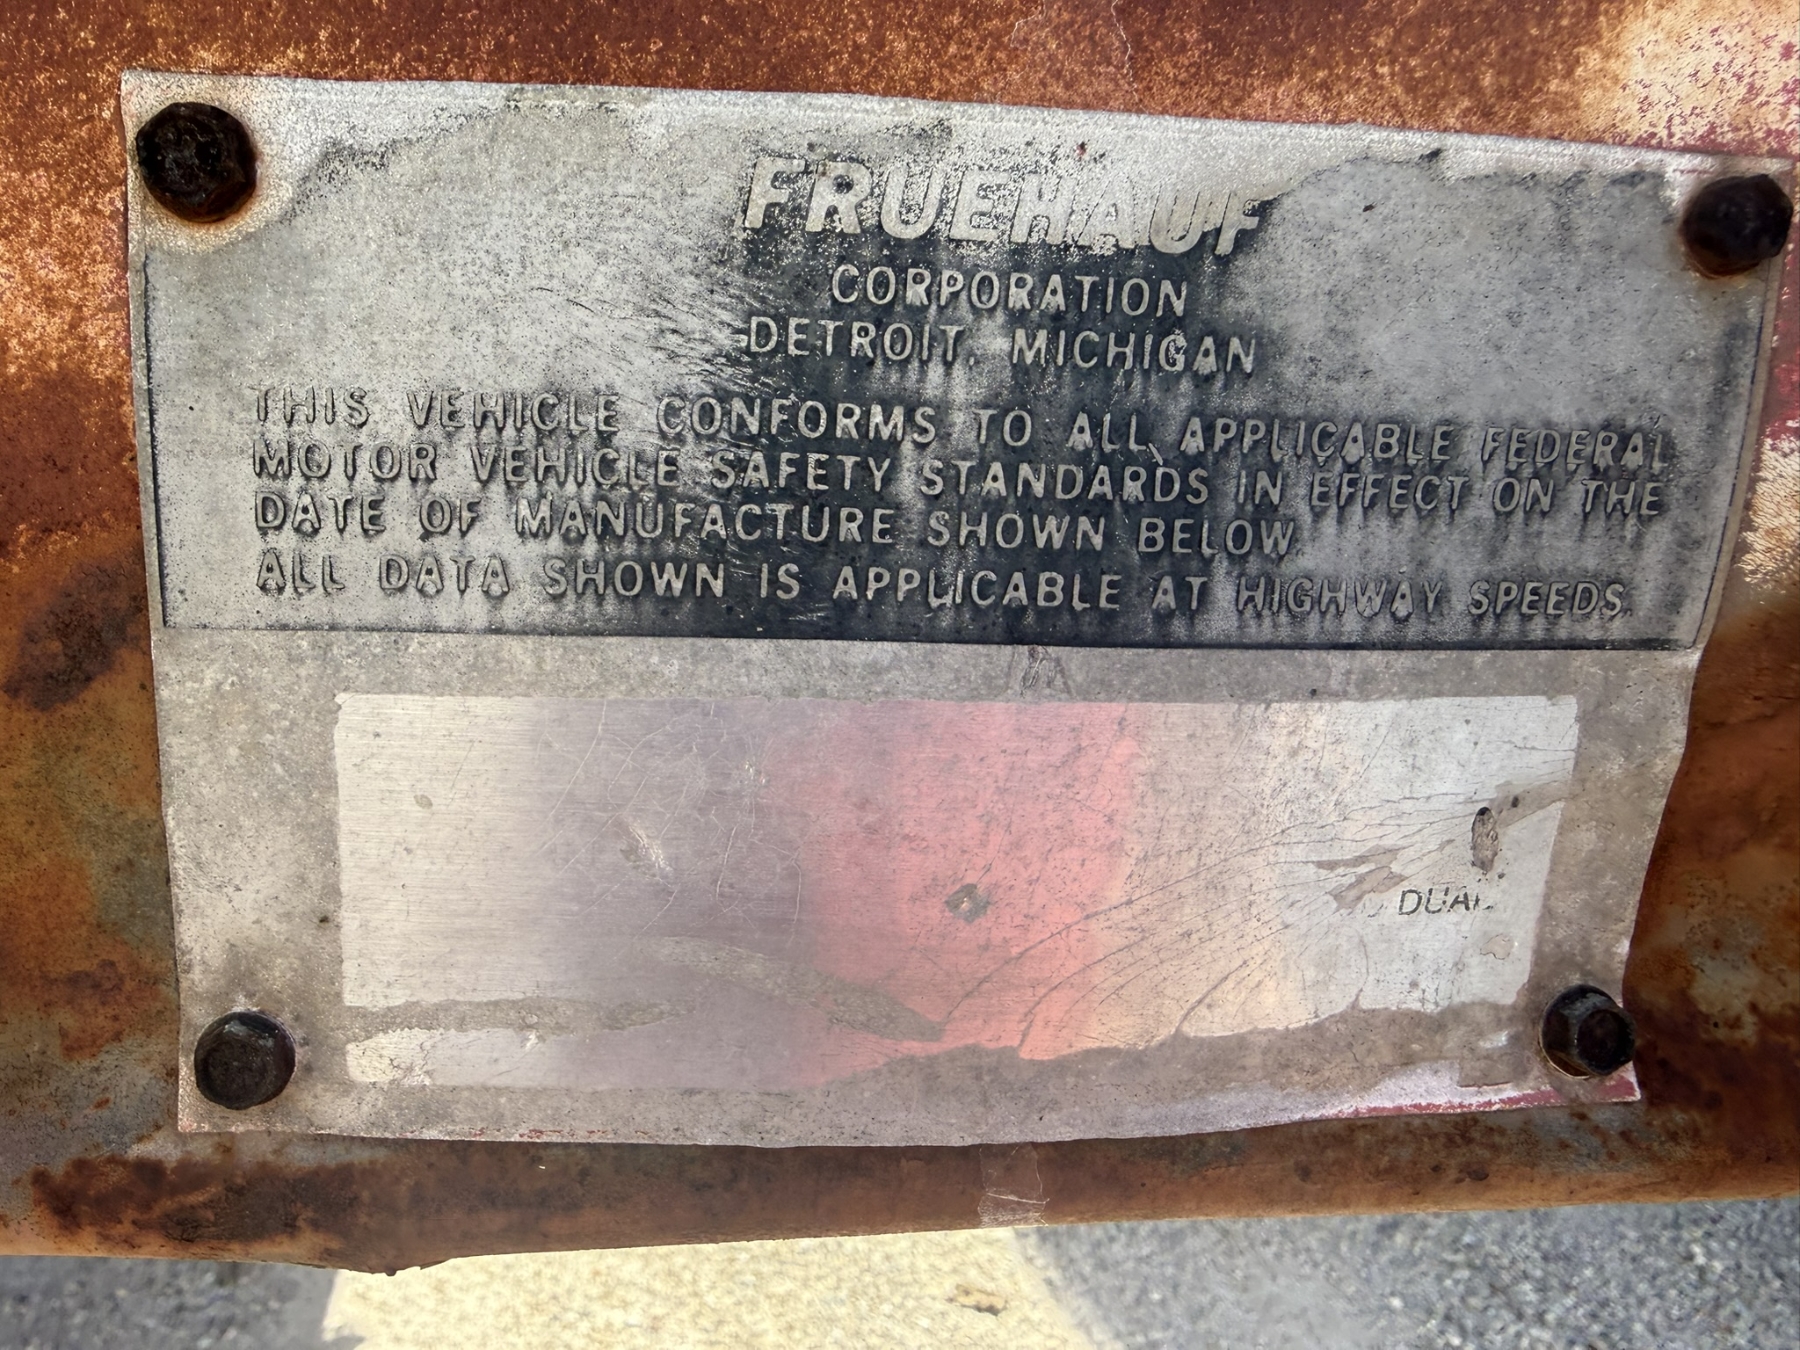 FRUEHAUF
CORPORATION
DETROIT, MICHIGAN
THIS VEHICLE CONFORMS TO ALL APPLICABLE FEDERAL
MOTOR VEHICLE SAFETY STANDARDS IN EFFECT ON THE
DATE OF MANUFACTURE SHOWN BELOW.
ALL DATA SHOWN IS APPLICABLE AT HIGHWAY SPEEDS.
DUAL